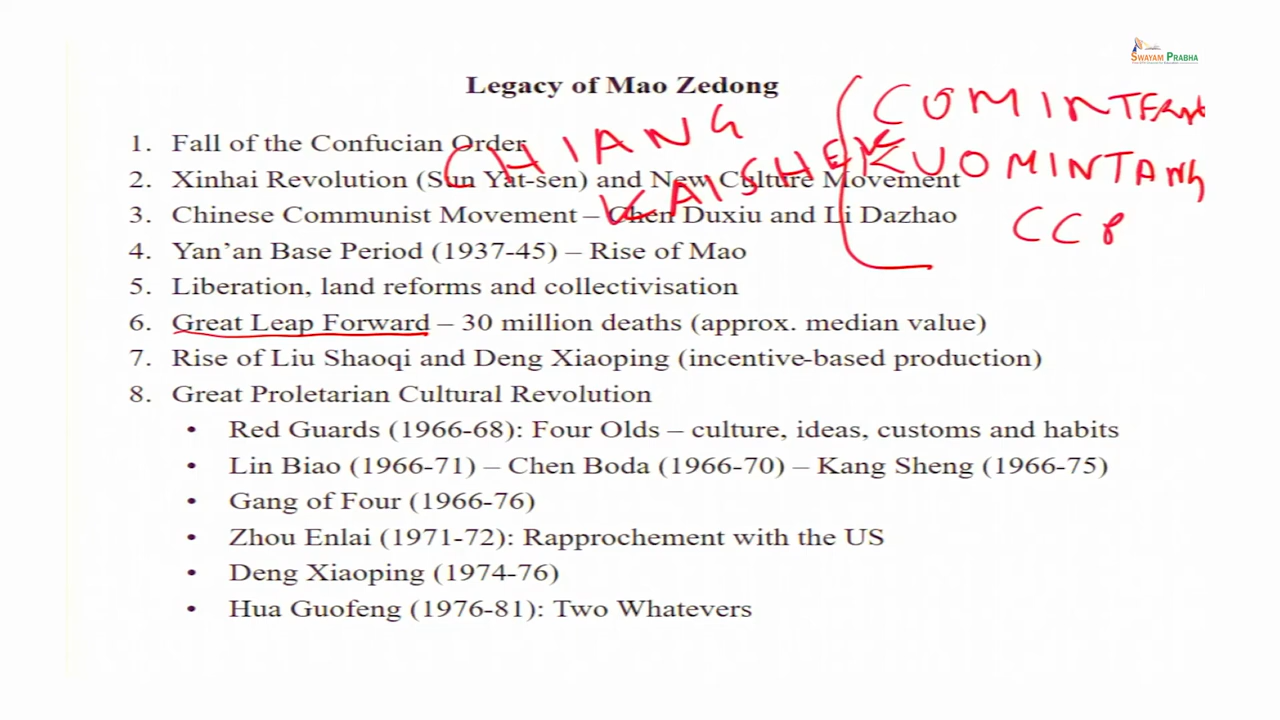 SWAYAM PRABHA
Legacy of Mao Zedong
COMINTERN
1. Fall of the Confucian Order
CHIANG
KUOMINTANG
2. Xinhai Revolution (Sun Yat-sen) and New Culture Movement
KAISHEK
3. Chinese Communist Movement – Chen Duxiu and Li Dazhao
CCP
4. Yan’an Base Period (1937-45) – Rise of Mao
5. Liberation, land reforms and collectivisation
6. Great Leap Forward – 30 million deaths (approx. median value)
7. Rise of Liu Shaoqi and Deng Xiaoping (incentive-based production)
8. Great Proletarian Cultural Revolution
• Red Guards (1966-68): Four Olds – culture, ideas, customs and habits
• Lin Biao (1966-71) – Chen Boda (1966-70) – Kang Sheng (1966-75)
• Gang of Four (1966-76)
• Zhou Enlai (1971-72): Rapprochement with the US
• Deng Xiaoping (1974-76)
• Hua Guofeng (1976-81): Two Whatevers